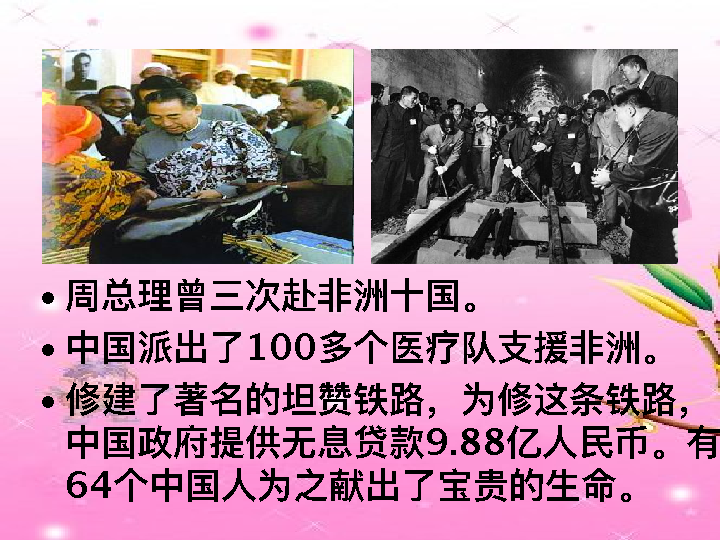 •周总理曾三次赴非洲十国。
•中国派出了100多个医疗队支援非洲。
•修建了著名的坦赞铁路，为修这条铁路，
中国政府提供无息贷款9.88亿人民币。有
64个中国人为之献出了宝贵的生命。